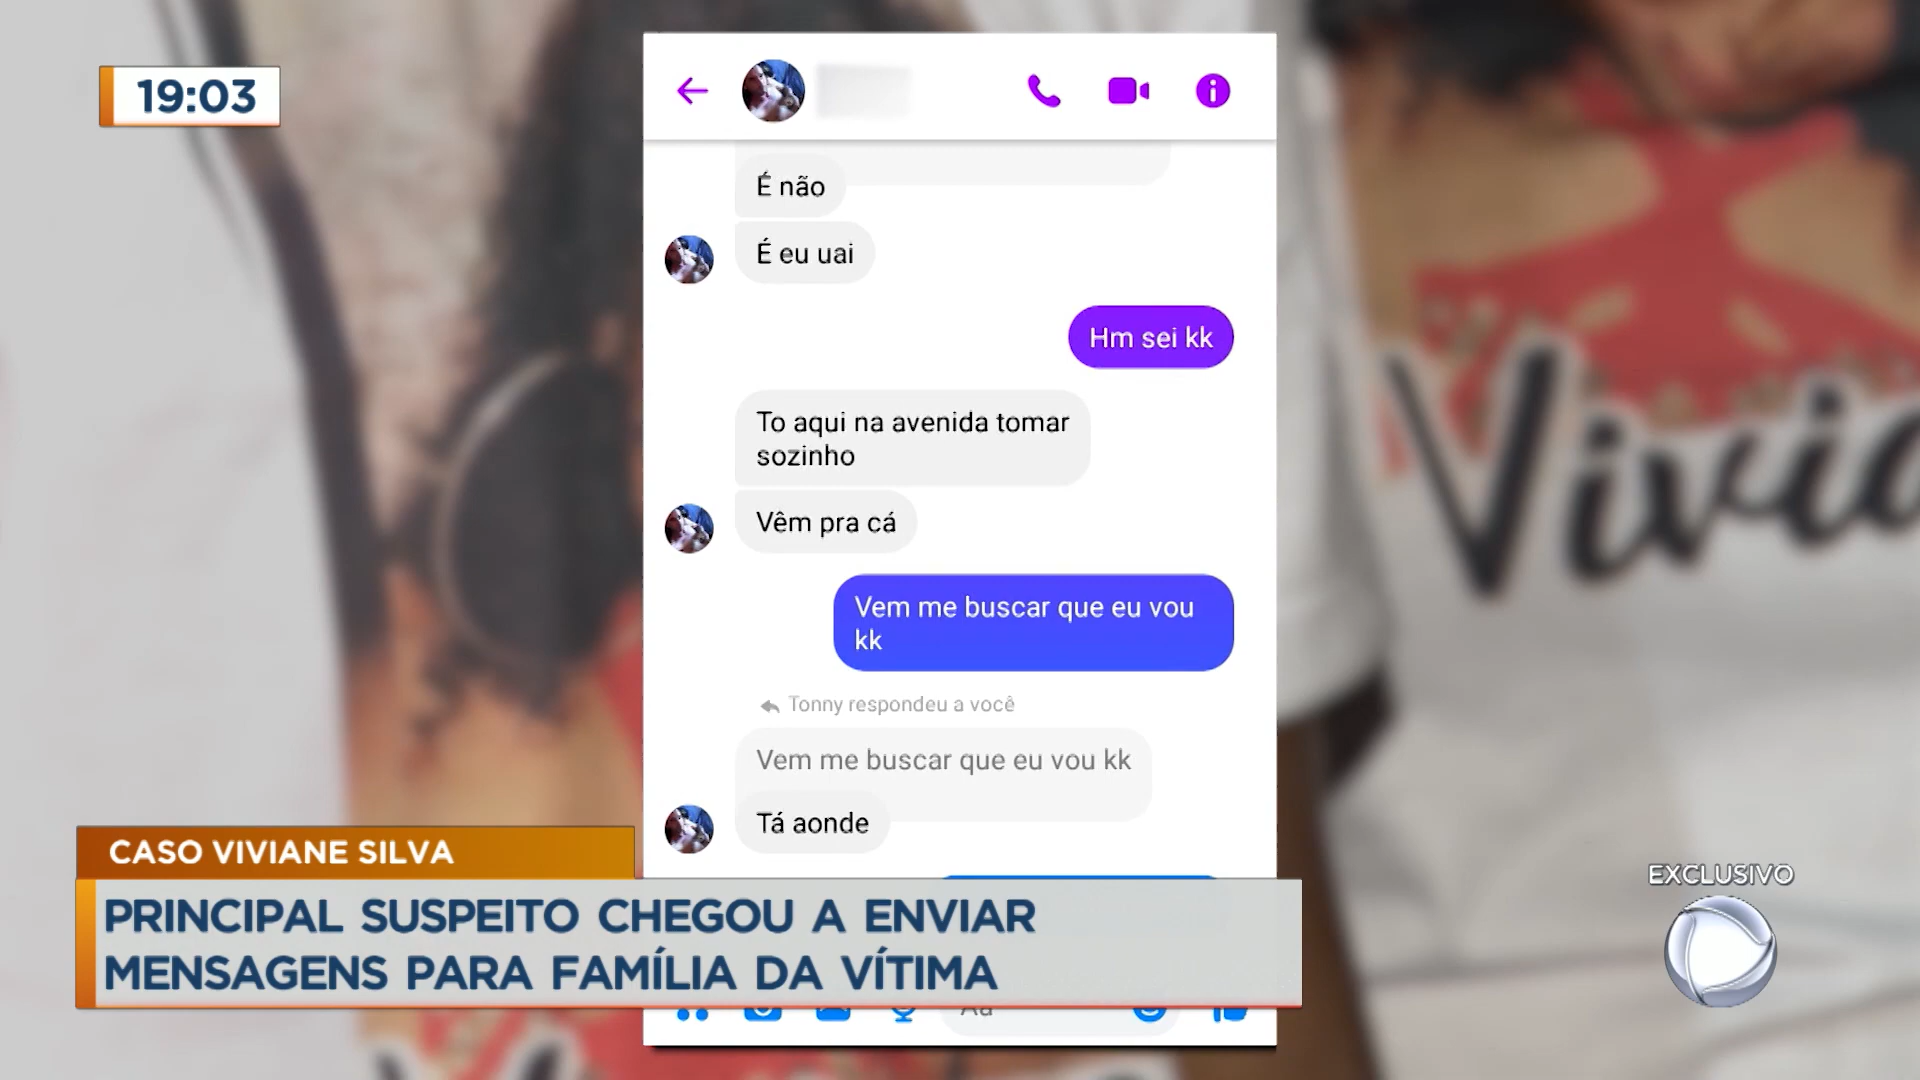 19:03
É não
É eu uai
Hm sei kk
To aqui na avenida tomar
sozinho
Vêm pra cá
Vem me buscar que eu vou
kk
Tonny respondeu a você
Vem me buscar que eu vou kk
Tá aonde
CASO VIVIANE SILVA
PRINCIPAL SUSPEITO CHEGOU A ENVIAR
MENSAGENS PARA FAMÍLIA DA VÍTIMA
Aa
EXCLUSIVO
Vivia